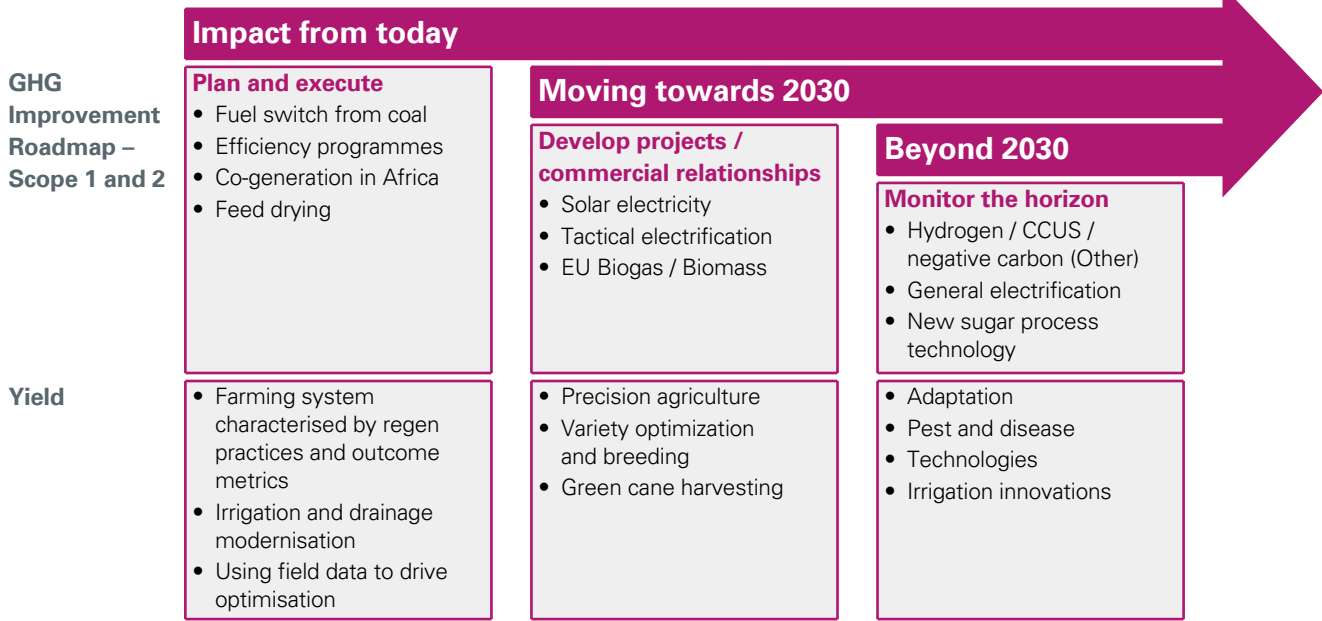 Impact from today
GHG
Improvement
Roadmap –
Scope 1 and 2
Plan and execute
• Fuel switch from coal
• Efficiency programmes
• Co-generation in Africa
• Feed drying
Moving towards 2030
Develop projects /
commercial relationships
• Solar electricity
• Tactical electrification
• EU Biogas / Biomass
Beyond 2030
Monitor the horizon
• Hydrogen / CCUS /
negative carbon (Other)
• General electrification
• New sugar process
technology
Yield
• Farming system
characterised by regen
practices and outcome
metrics
• Irrigation and drainage
modernisation
• Using field data to drive
optimisation
• Precision agriculture
• Variety optimization
and breeding
• Green cane harvesting
• Adaptation
• Pest and disease
• Technologies
• Irrigation innovations